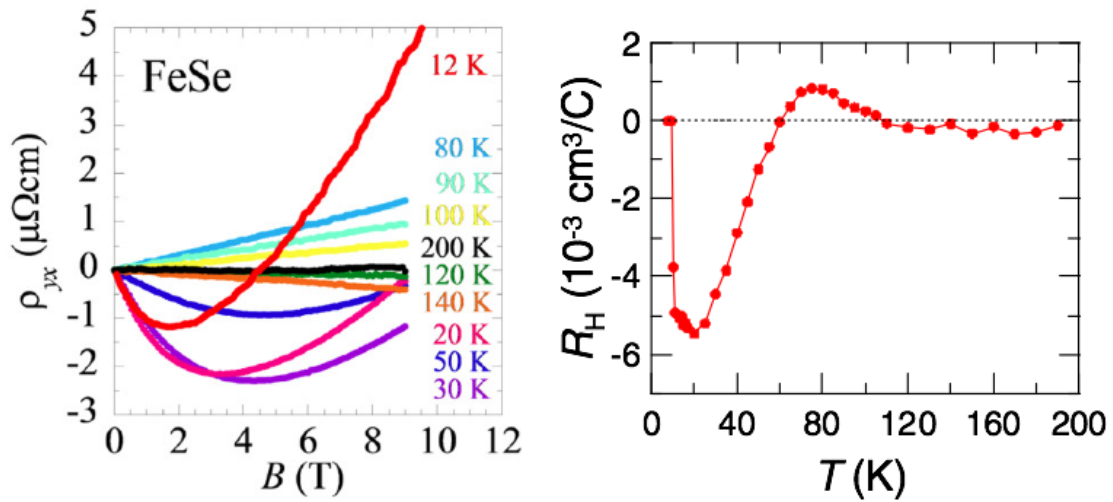 FeSe
5
4
3
2
1
0
-1
-2
-3
ρyx (μΩcm)
12 K
80 K
90 K
100 K
200 K
120 K
140 K
20 K
50 K
30 K
0 2 4 6 8 10 12
B (T)
2
0
-2
-4
-6
RH (10⁻³ cm³/C)
0 40 80 120 160 200
T (K)